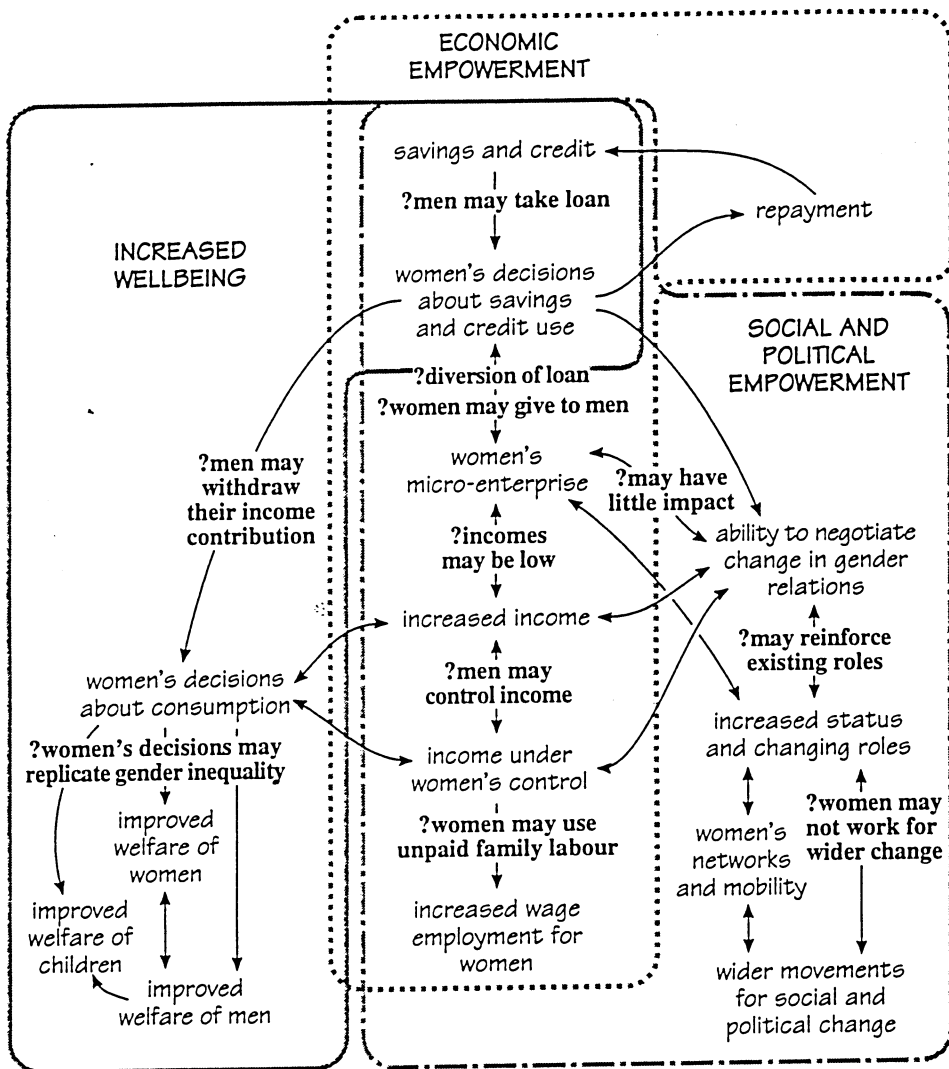 ECONOMIC
EMPOWERMENT
savings and credit
?men may take loan
repayment
INCREASED
WELLBEING
women's decisions
about savings
and credit use
SOCIAL AND
POLITICAL
EMPOWERMENT
?diversion of loan
?women may give to men
?men may
withdraw
their income
contribution
women's
micro-enterprise
?may have
little impact
?incomes
may be low
ability to negotiate
change in gender
relations
increased income
?may reinforce
existing roles
?men may
control income
women's decisions
about consumption
increased status
and changing roles
?women's decisions may
replicate gender inequality
income under
women's control
?women may
not work for
wider change
improved
welfare of
women
?women may use
unpaid family labour
women's
networks
and mobility
improved
welfare of
children
increased wage
employment for
women
improved
welfare of men
wider movements
for social and
political change